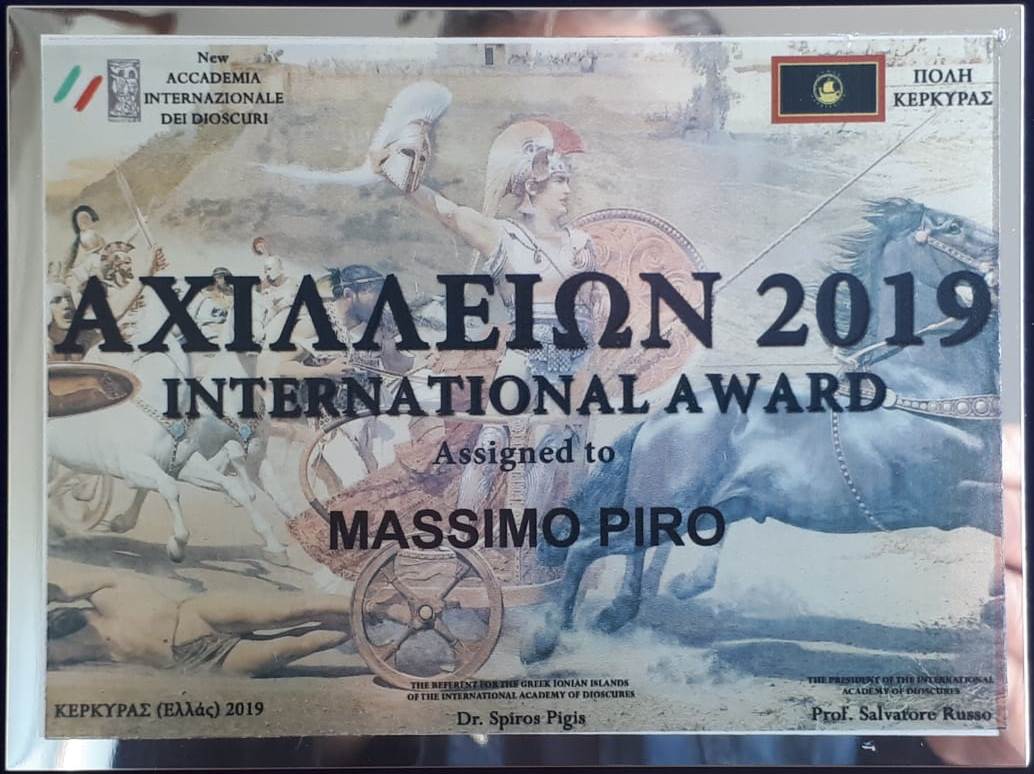 New
ACCADEMIA
INTERNAZIONALE
DEI DIOSCURI
ΠΟΛΗ
ΚΕΡΚΥΡΑΣ
ΑΧΙΛΛΕΙΩΝ 2019
INTERNATIONAL AWARD
Assigned to
MASSIMO PIRO
THE REFERENT FOR THE GREEK IONIAN ISLANDS
OF THE INTERNATIONAL ACADEMY OF DIOSCURES
Dr. Spiros Pigis
THE PRESIDENT OF THE INTERNATIONAL
ACADEMY OF DIOSCURES
Prof. Salvatore Russo
ΚΕΡΚΥΡΑΣ (Ελλάς) 2019